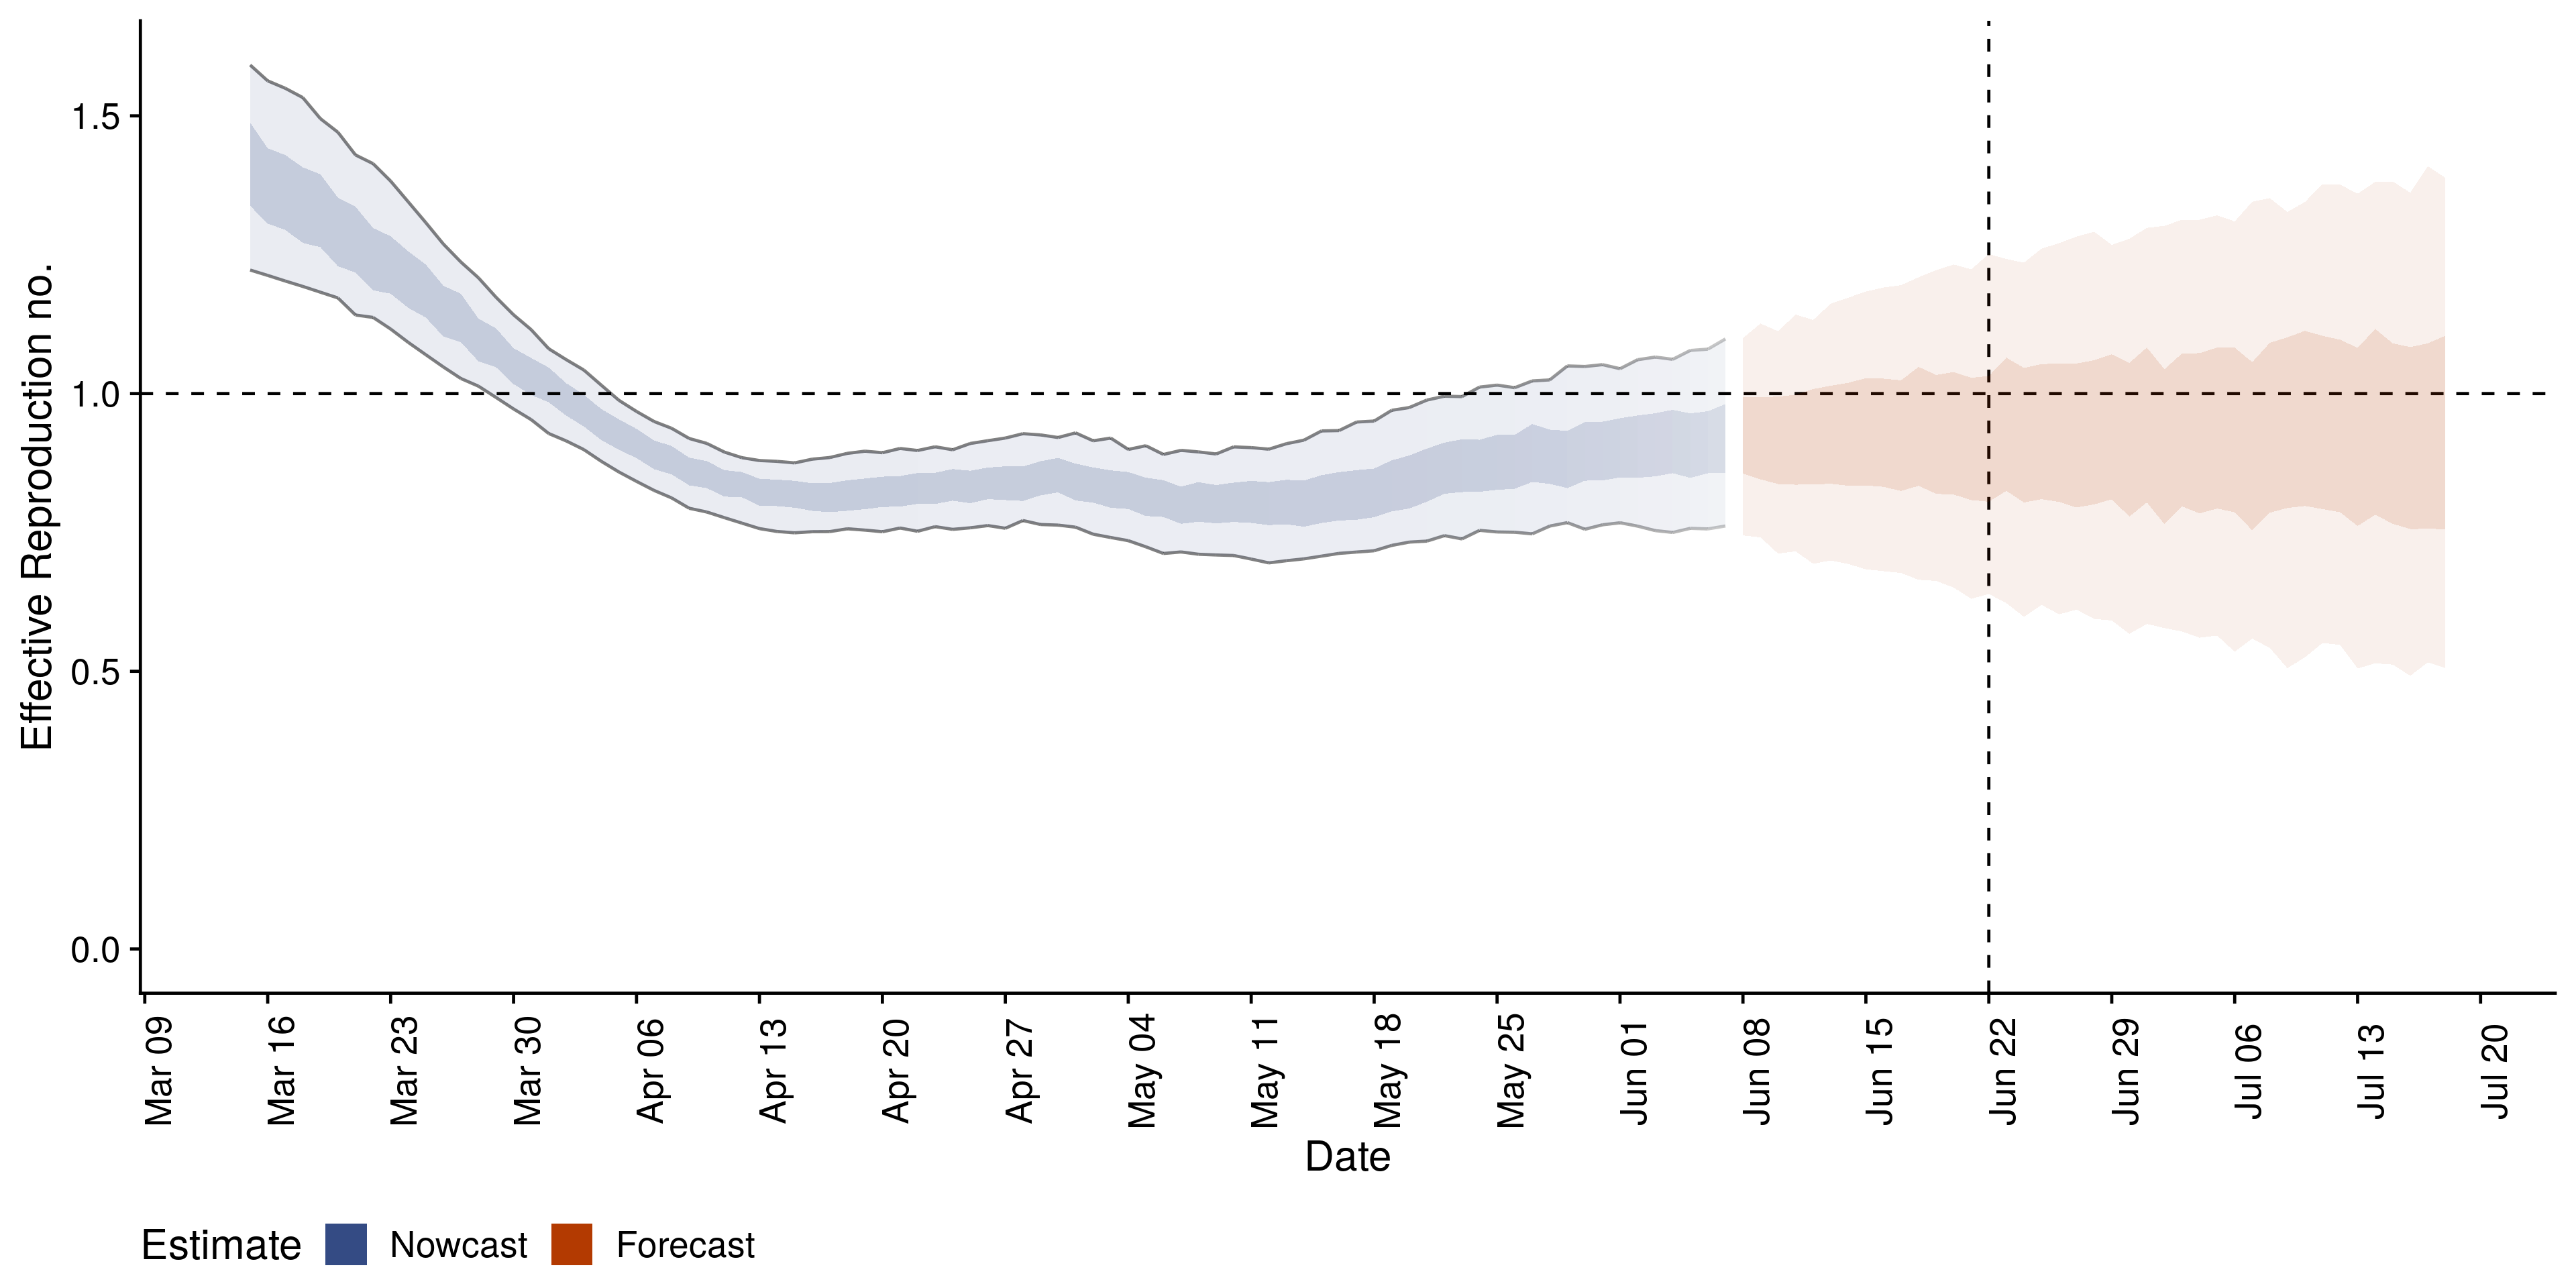 Effective Reproduction no.
1.5
1.0
0.5
0.0
Mar 09
Mar 16
Mar 23
Mar 30
Apr 06
Apr 13
Apr 20
Apr 27
May 04
May 11
May 18
May 25
Jun 01
Jun 08
Jun 15
Jun 22
Jun 29
Jul 06
Jul 13
Jul 20
Date
Estimate Nowcast Forecast